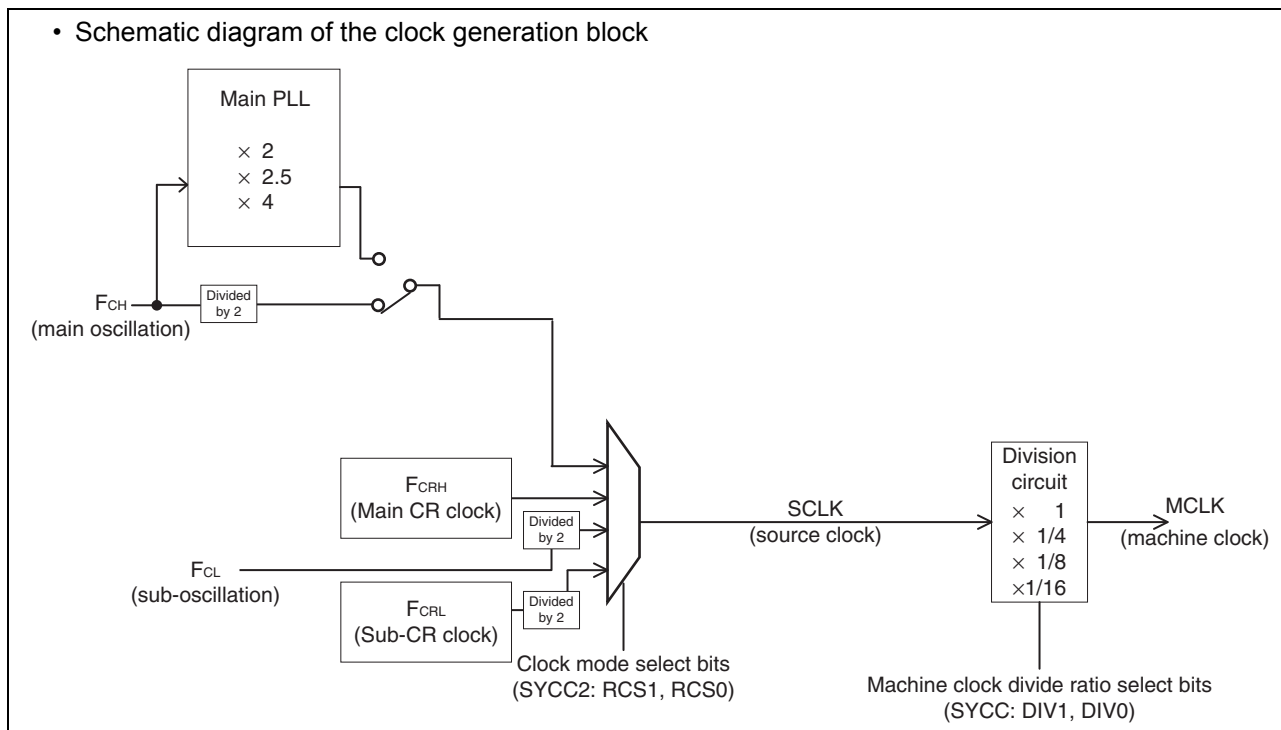 • Schematic diagram of the clock generation block
Main PLL
× 2
× 2.5
× 4
FCH
(main oscillation)
Divided
by 2
FCRH
(Main CR clock)
Divided
by 2
FCL
(sub-oscillation)
FCRL
(Sub-CR clock)
Divided
by 2
Clock mode select bits
(SYCC2: RCS1, RCS0)
SCLK
(source clock)
Division
circuit
× 1
× 1/4
× 1/8
×1/16
MCLK
(machine clock)
Machine clock divide ratio select bits
(SYCC: DIV1, DIV0)